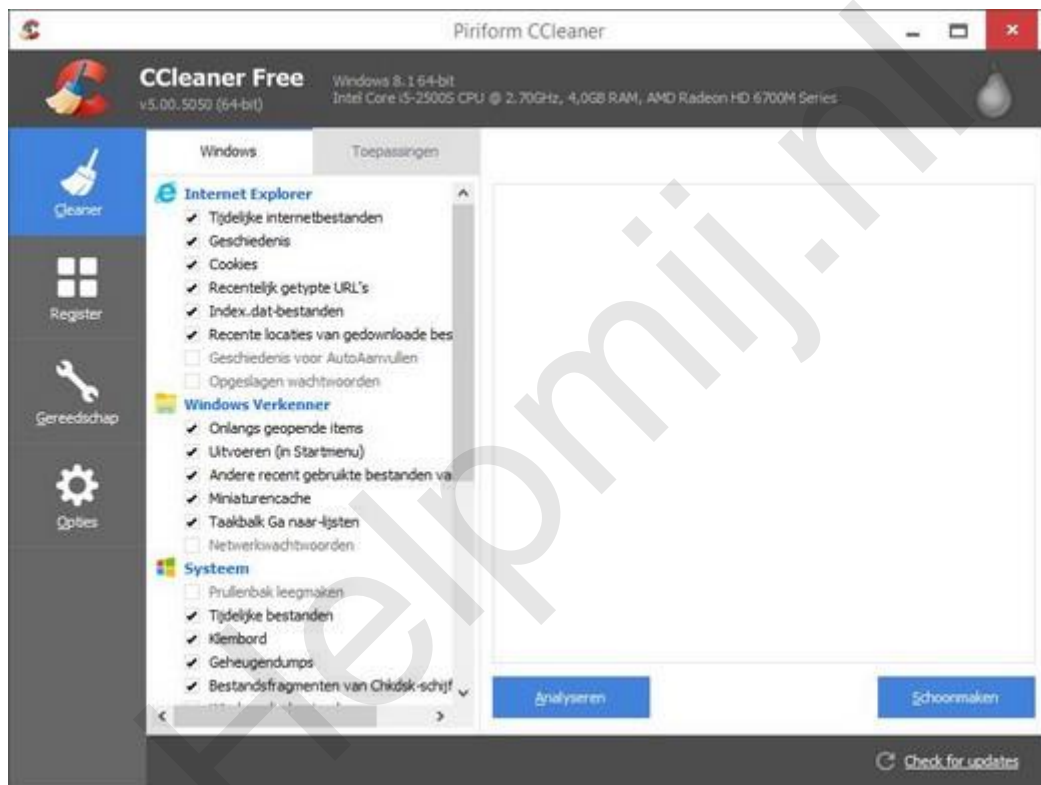 Piriform CCleaner
CCleaner Free
v5.00.5050 (64-bit)
Windows 8.1 64-bit
Intel Core i5-2500S CPU @ 2.70GHz, 4,0GB RAM, AMD Radeon HD 6700M Series
Cleaner
Register
Gereedschap
Opties
Windows
Toepassingen
Internet Explorer
Tijdelijke internetbestanden
Geschiedenis
Cookies
Recentelijk getypte URL's
Index.dat-bestanden
Recente locaties van gedownloade bes
Geschiedenis voor AutoAanvullen
Opgeslagen wachtwoorden
Windows Verkenner
Onlangs geopende items
Uitvoeren (in Startmenu)
Andere recent gebruikte bestanden va
Miniaturencache
Taakbalk Ga naar-lijsten
Netwerkwachtwoorden
Systeem
Prullenbak leegmaken
Tijdelijke bestanden
Klembord
Geheugendumps
Bestandsfragmenten van Chkdsk-schijf
Analyseren
Schoonmaken
Check for updates
Helpmij.nl